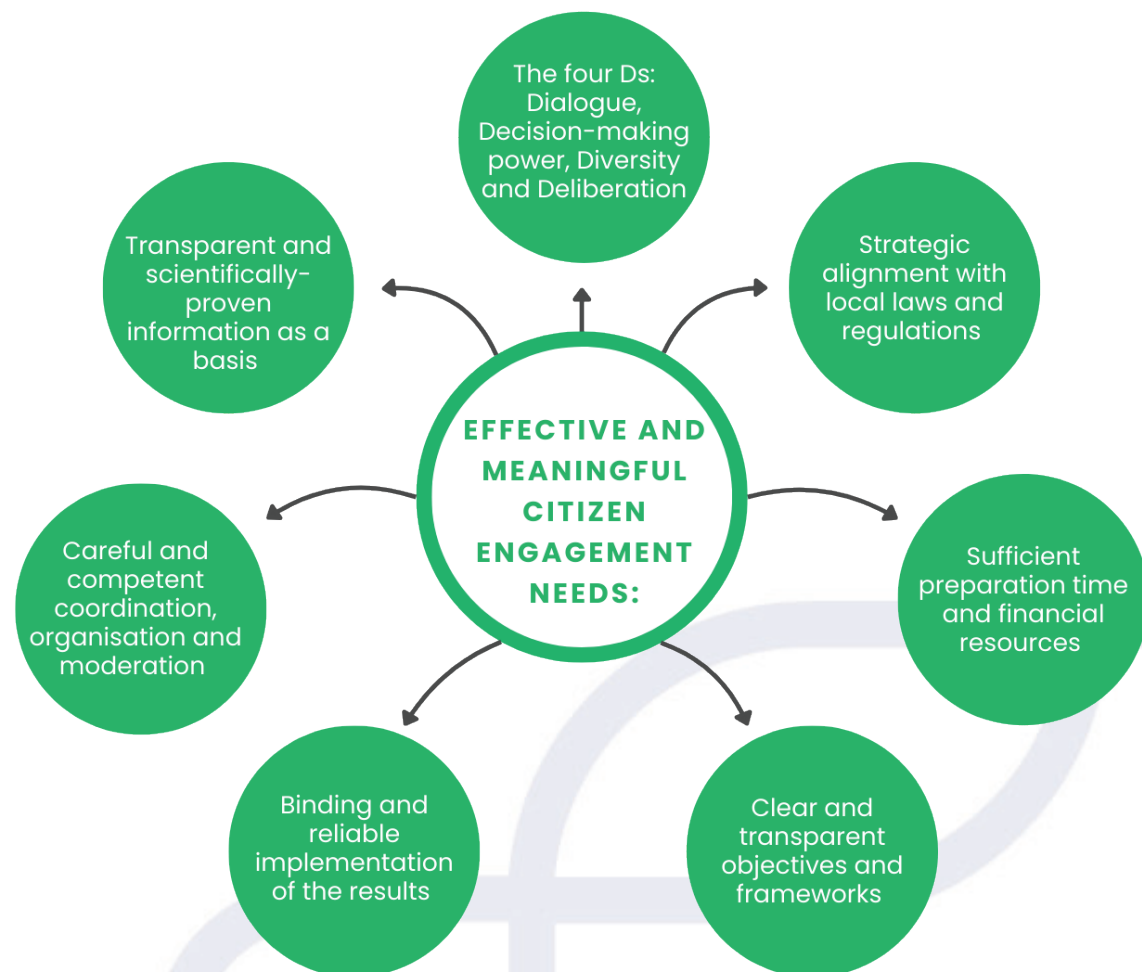 The four Ds:
Dialogue,
Decision-making
power, Diversity
and Deliberation
Transparent and
scientifically-
proven
information as a
basis
Strategic
alignment with
local laws and
regulations
EFFECTIVE AND
MEANINGFUL
CITIZEN
ENGAGEMENT
NEEDS:
Careful and
competent
coordination,
organisation and
moderation
Sufficient
preparation time
and financial
resources
Binding and
reliable
implementation
of the results
Clear and
transparent
objectives and
frameworks